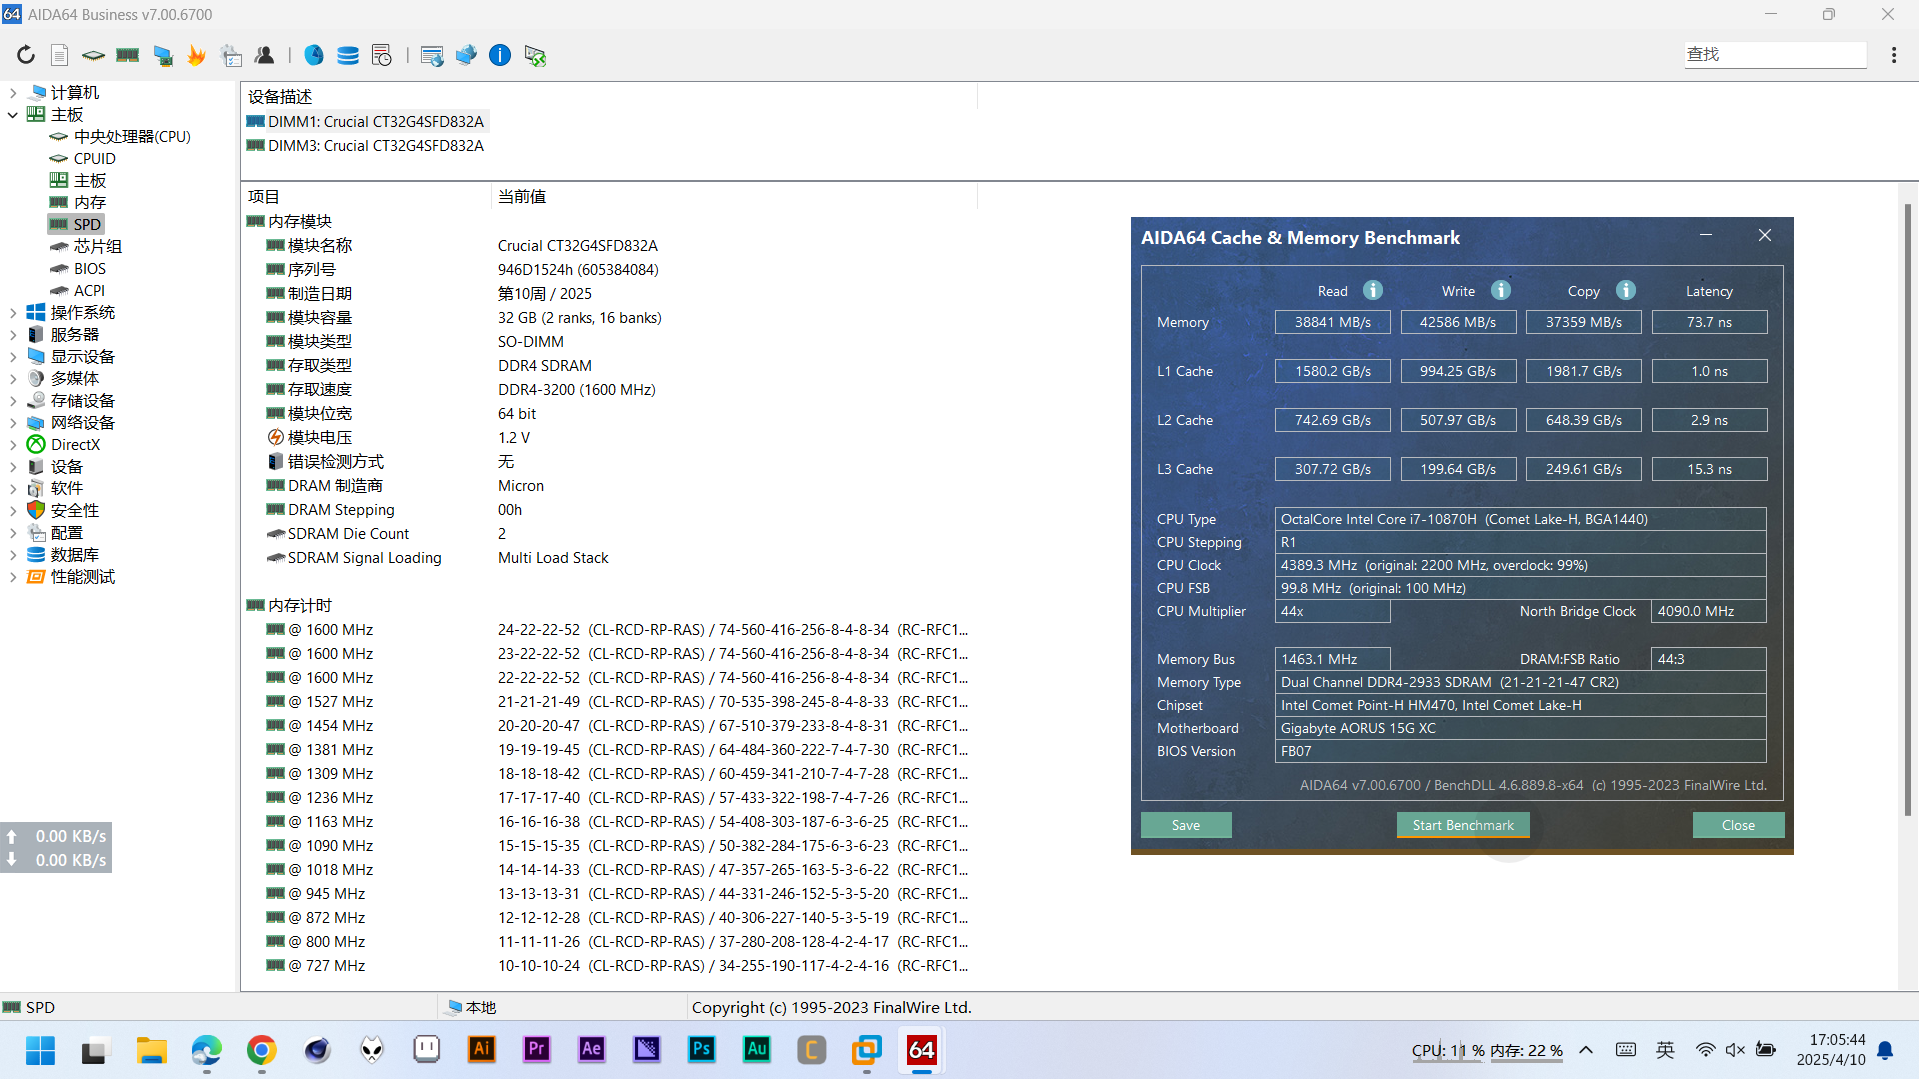 64 AIDA64 Business v7.00.6700
查找
计算机
主板
中央处理器(CPU)
CPUID
主板
内存
SPD
芯片组
BIOS
ACPI
操作系统
服务器
显示设备
多媒体
存储设备
网络设备
DirectX
设备
软件
安全性
配置
数据库
性能测试
0.00 KB/s
0.00 KB/s
设备描述
DIMM1: Crucial CT32G4SFD832A
DIMM3: Crucial CT32G4SFD832A
项目 当前值
内存模块
模块名称 Crucial CT32G4SFD832A
序列号 946D1524h (605384084)
制造日期 第10周 / 2025
模块容量 32 GB (2 ranks, 16 banks)
模块类型 SO-DIMM
存取类型 DDR4 SDRAM
存取速度 DDR4-3200 (1600 MHz)
模块位宽 64 bit
模块电压 1.2 V
错误检测方式 无
DRAM 制造商 Micron
DRAM Stepping 00h
SDRAM Die Count 2
SDRAM Signal Loading Multi Load Stack
内存计时
@ 1600 MHz 24-22-22-52 (CL-RCD-RP-RAS) / 74-560-416-256-8-4-8-34 (RC-RFC1...
@ 1600 MHz 23-22-22-52 (CL-RCD-RP-RAS) / 74-560-416-256-8-4-8-34 (RC-RFC1...
@ 1600 MHz 22-22-22-52 (CL-RCD-RP-RAS) / 74-560-416-256-8-4-8-34 (RC-RFC1...
@ 1527 MHz 21-21-21-49 (CL-RCD-RP-RAS) / 70-535-398-245-8-4-8-33 (RC-RFC1...
@ 1454 MHz 20-20-20-47 (CL-RCD-RP-RAS) / 67-510-379-233-8-4-8-31 (RC-RFC1...
@ 1381 MHz 19-19-19-45 (CL-RCD-RP-RAS) / 64-484-360-222-7-4-7-30 (RC-RFC1...
@ 1309 MHz 18-18-18-42 (CL-RCD-RP-RAS) / 60-459-341-210-7-4-7-28 (RC-RFC1...
@ 1236 MHz 17-17-17-40 (CL-RCD-RP-RAS) / 57-433-322-198-7-4-7-26 (RC-RFC1...
@ 1163 MHz 16-16-16-38 (CL-RCD-RP-RAS) / 54-408-303-187-6-3-6-25 (RC-RFC1...
@ 1090 MHz 15-15-15-35 (CL-RCD-RP-RAS) / 50-382-284-175-6-3-6-23 (RC-RFC1...
@ 1018 MHz 14-14-14-33 (CL-RCD-RP-RAS) / 47-357-265-163-5-3-6-22 (RC-RFC1...
@ 945 MHz 13-13-13-31 (CL-RCD-RP-RAS) / 44-331-246-152-5-3-5-20 (RC-RFC1...
@ 872 MHz 12-12-12-28 (CL-RCD-RP-RAS) / 40-306-227-140-5-3-5-19 (RC-RFC1...
@ 800 MHz 11-11-11-26 (CL-RCD-RP-RAS) / 37-280-208-128-4-2-4-17 (RC-RFC1...
@ 727 MHz 10-10-10-24 (CL-RCD-RP-RAS) / 34-255-190-117-4-2-4-16 (RC-RFC1...
AIDA64 Cache & Memory Benchmark
Read Write Copy Latency
Memory 38841 MB/s 42586 MB/s 37359 MB/s 73.7 ns
L1 Cache 1580.2 GB/s 994.25 GB/s 1981.7 GB/s 1.0 ns
L2 Cache 742.69 GB/s 507.97 GB/s 648.39 GB/s 2.9 ns
L3 Cache 307.72 GB/s 199.64 GB/s 249.61 GB/s 15.3 ns
CPU Type OctalCore Intel Core i7-10870H (Comet Lake-H, BGA1440)
CPU Stepping R1
CPU Clock 4389.3 MHz (original: 2200 MHz, overclock: 99%)
CPU FSB 99.8 MHz (original: 100 MHz)
CPU Multiplier 44x North Bridge Clock 4090.0 MHz
Memory Bus 1463.1 MHz DRAM:FSB Ratio 44:3
Memory Type Dual Channel DDR4-2933 SDRAM (21-21-21-47 CR2)
Chipset Intel Comet Point-H HM470, Intel Comet Lake-H
Motherboard Gigabyte AORUS 15G XC
BIOS Version FB07
AIDA64 v7.00.6700 / BenchDLL 4.6.889.8-x64 (c) 1995-2023 FinalWire Ltd.
Save Start Benchmark Close
SPD 本地 Copyright (c) 1995-2023 FinalWire Ltd.
Ai Pr Ae Ps Au C 64
CPU: 11 % 内存: 22 % 英 17:05:44
2025/4/10